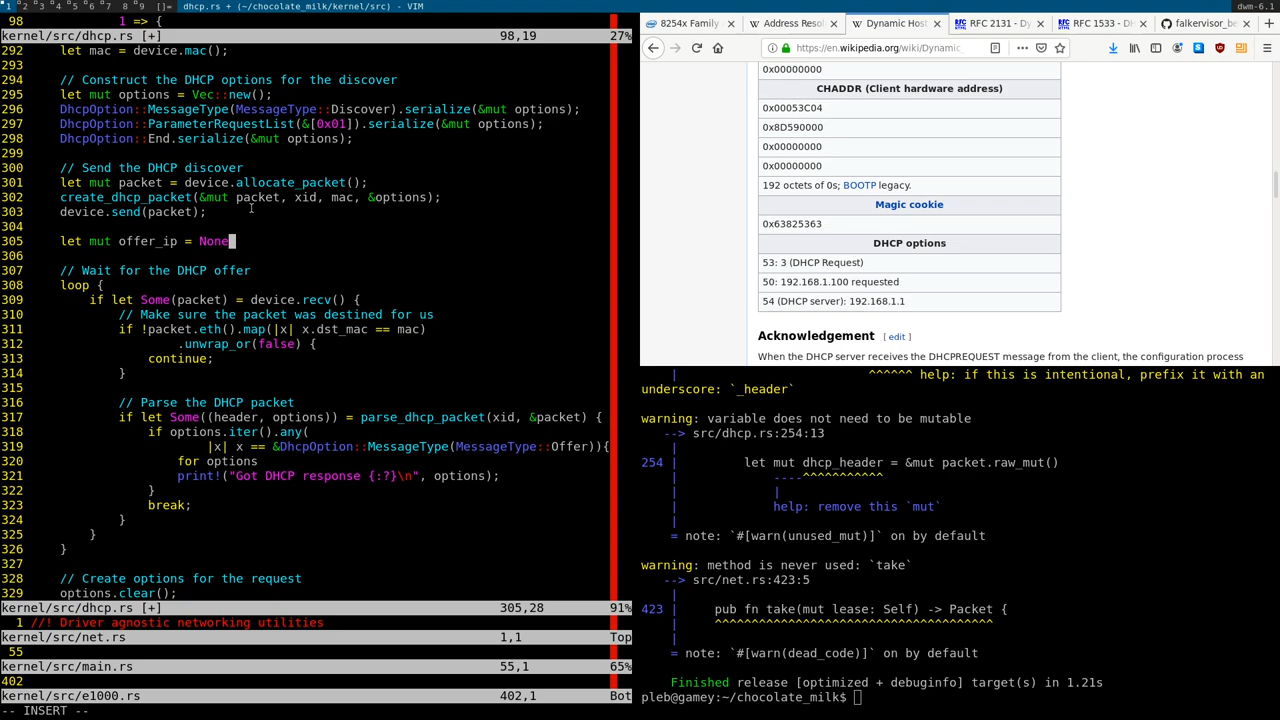 1 2 3 4 5 6 7 8 9 []= dhcp.rs + (~/chocolate_milk/kernel/src) - VIM dwm-6.1
98 1 => {
kernel/src/dhcp.rs [+] 98,19 27%
292 let mac = device.mac();
293
294 // Construct the DHCP options for the discover
295 let mut options = Vec::new();
296 DhcpOption::MessageType(MessageType::Discover).serialize(&mut options);
297 DhcpOption::ParameterRequestList(&[0x01]).serialize(&mut options);
298 DhcpOption::End.serialize(&mut options);
299
300 // Send the DHCP discover
301 let mut packet = device.allocate_packet();
302 create_dhcp_packet(&mut packet, xid, mac, &options);
303 device.send(packet);
304
305 let mut offer_ip = None
306
307 // Wait for the DHCP offer
308 loop {
309 if let Some(packet) = device.recv() {
310 // Make sure the packet was destined for us
311 if !packet.eth().map(|x| x.dst_mac == mac)
312 .unwrap_or(false) {
313 continue;
314 }
315
316 // Parse the DHCP packet
317 if let Some((header, options)) = parse_dhcp_packet(xid, &packet) {
318 if options.iter().any(
319 |x| x == &DhcpOption::MessageType(MessageType::Offer)){
320 for options
321 print!("Got DHCP response {:?}\n", options);
322 }
323 break;
324 }
325 }
326 }
327
328 // Create options for the request
329 options.clear();
kernel/src/dhcp.rs [+] 305,28 91%
1 //! Driver agnostic networking utilities
kernel/src/net.rs 1,1 Top
55
kernel/src/main.rs 55,1 65%
402
kernel/src/e1000.rs 402,1 Bot
-- INSERT --
8254x Family
Address Resol
Dynamic Host
RFC 2131 - Dy
RFC 1533 - DH
falkervisor_be
https://en.wikipedia.org/wiki/Dynamic_
0x00000000
CHADDR (Client hardware address)
0x00053C04
0x8D590000
0x00000000
0x00000000
192 octets of 0s; BOOTP legacy.
Magic cookie
0x63825363
DHCP options
53: 3 (DHCP Request)
50: 192.168.1.100 requested
54 (DHCP server): 192.168.1.1
Acknowledgement [ edit ]
When the DHCP server receives the DHCPREQUEST message from the client, the configuration process
| ^^^^^^ help: if this is intentional, prefix it with an
underscore: `_header`
warning: variable does not need to be mutable
--> src/dhcp.rs:254:13
|
254 | let mut dhcp_header = &mut packet.raw_mut()
| ----^^^^^^^^^^^
| |
| help: remove this `mut`
|
= note: `#[warn(unused_mut)]` on by default
warning: method is never used: `take`
--> src/net.rs:423:5
|
423 | pub fn take(mut lease: Self) -> Packet {
| ^^^^^^^^^^^^^^^^^^^^^^^^^^^^^^^^^^^^^^
|
= note: `#[warn(dead_code)]` on by default
Finished release [optimized + debuginfo] target(s) in 1.21s
pleb@gamey:~/chocolate_milk$